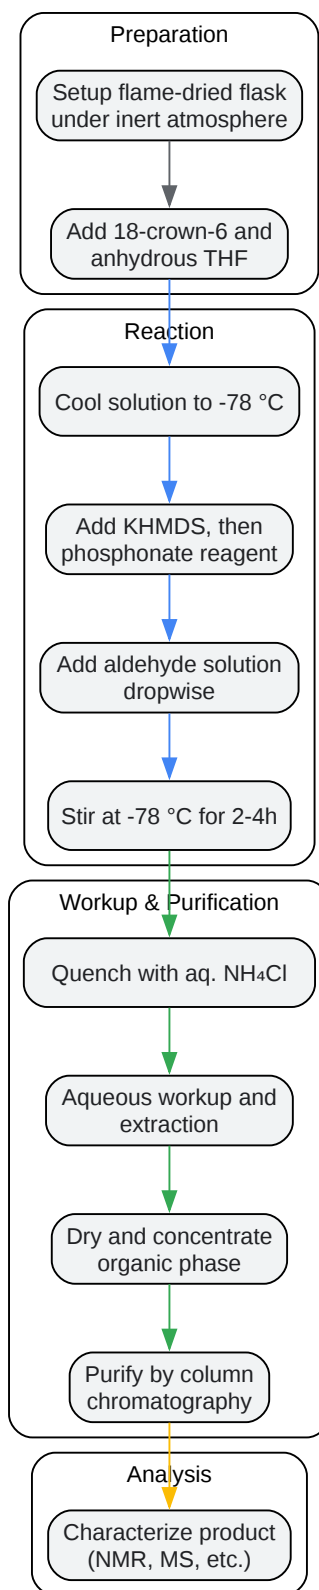 Preparation
Setup flame-dried flask
under inert atmosphere
Add 18-crown-6 and
anhydrous THF
Reaction
Cool solution to -78 °C
Add KHMDS, then
phosphonate reagent
Add aldehyde solution
dropwise
Stir at -78 °C for 2-4h
Workup & Purification
Quench with aq. NH₄Cl
Aqueous workup and
extraction
Dry and concentrate
organic phase
Purify by column
chromatography
Analysis
Characterize product
(NMR, MS, etc.)